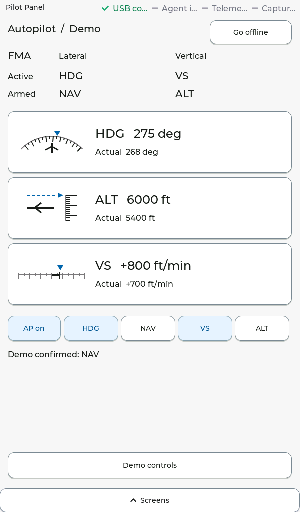 Pilot Panel
USB co... Agent i... Teleme... Captur...
Autopilot / Demo
Go offline
FMA Lateral Vertical
Active HDG VS
Armed NAV ALT
HDG 275 deg
Actual 268 deg
ALT 6000 ft
Actual 5400 ft
VS +800 ft/min
Actual +700 ft/min
AP on HDG NAV VS ALT
Demo confirmed: NAV
Demo controls
Screens